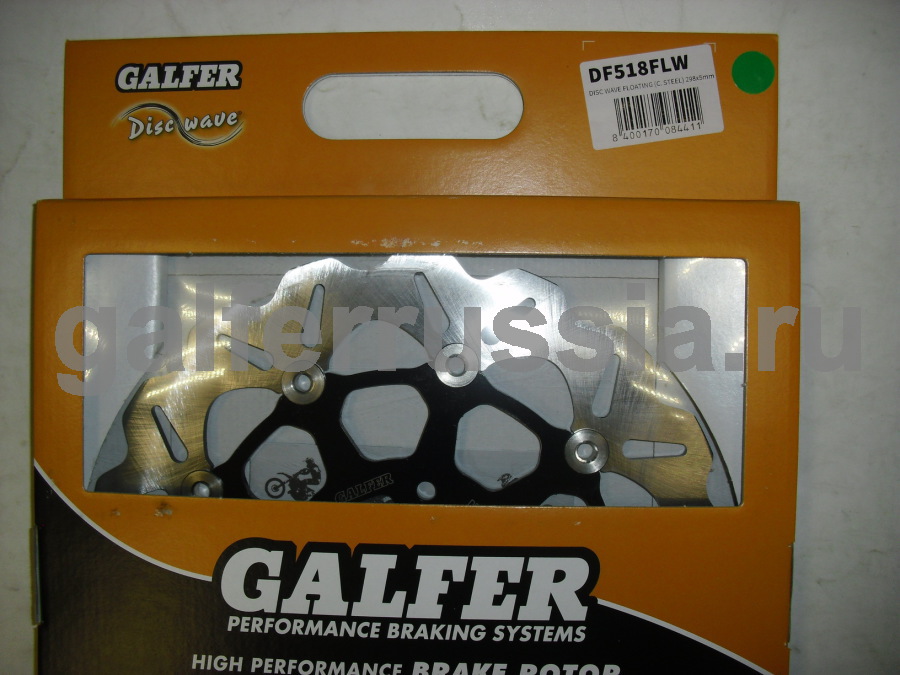 GALFER
Disc wave
DF518FLW
DISC WAVE FLOATING (C. STEEL) 298x5mm
8 400170 084411
galferrussia.ru
GALFER
GALFER
PERFORMANCE BRAKING SYSTEMS
HIGH PERFORMANCE BRAKE ROTOR